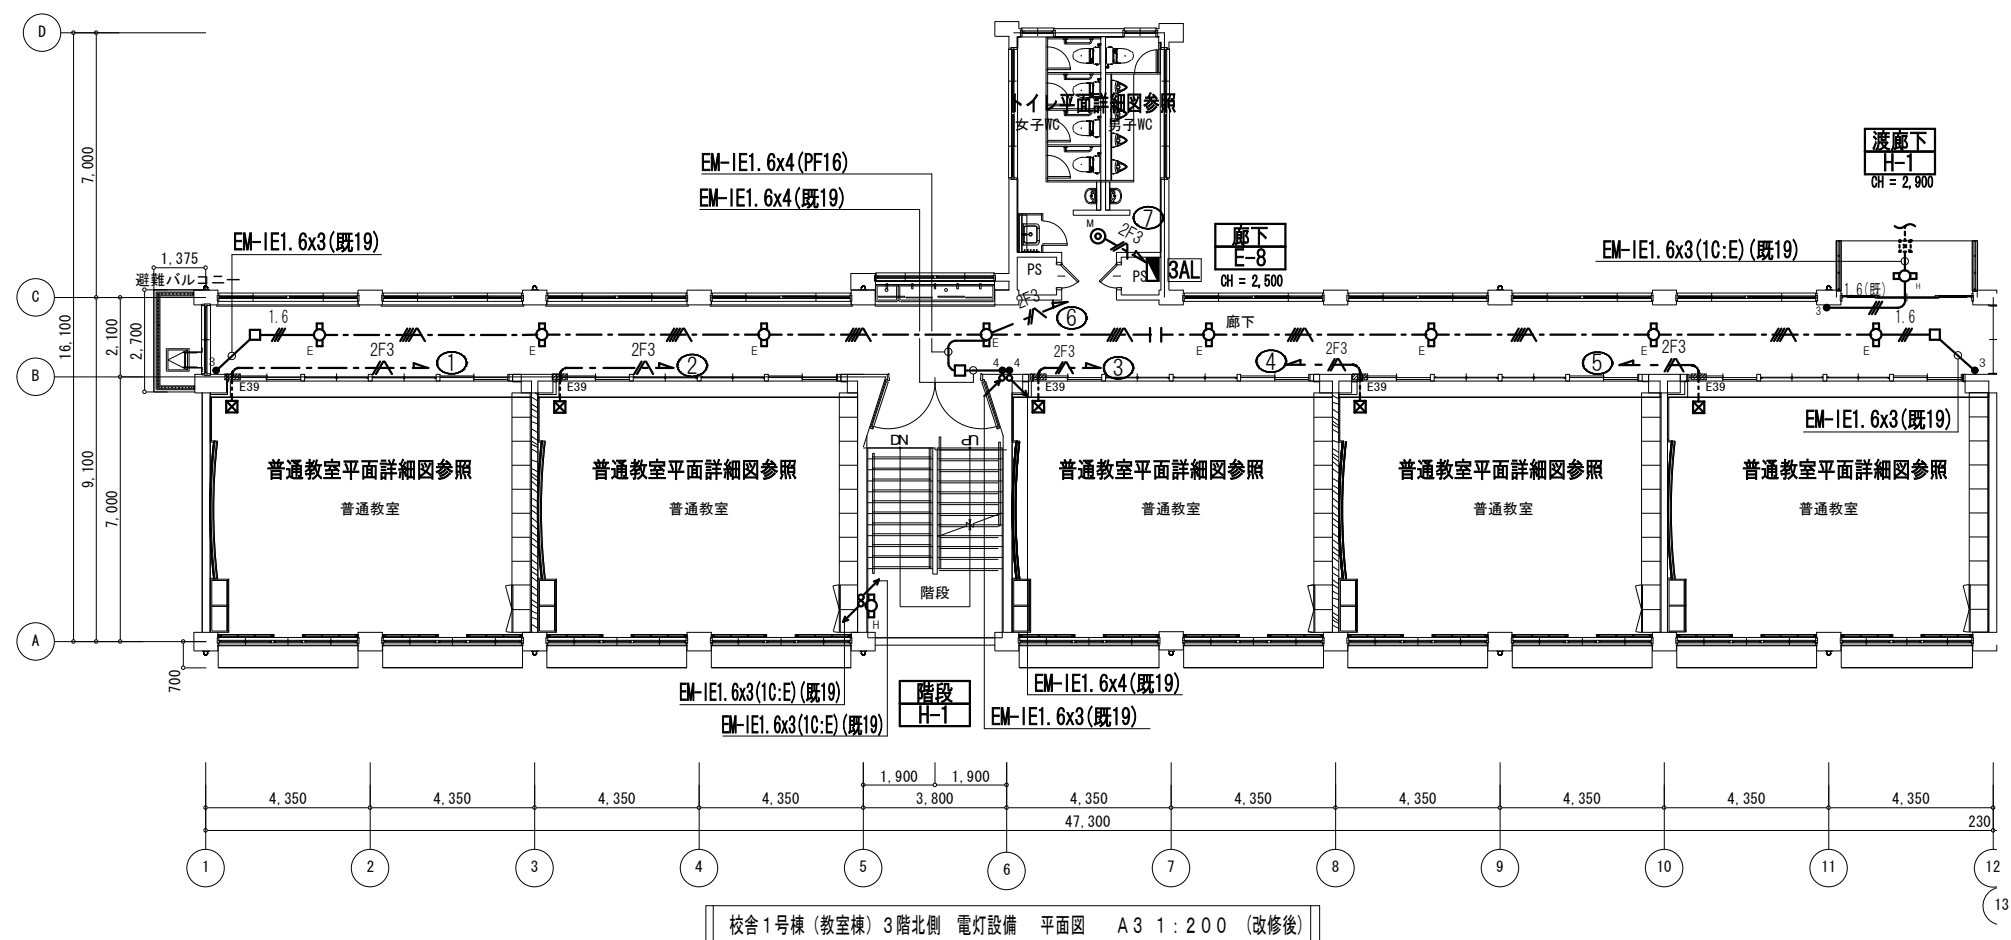 D
トイレ平面詳細図参照
女子WC
男子WC
渡廊下
H-1
CH = 2,900
EM-IE1.6x4(PF16)
EM-IE1.6x4(既19)
7,000
M
⑦
2F3
廊下
E-8
CH = 2,500
EM-IE1.6x3(既19)
EM-IE1.6x3(1C:E)(既19)
1,375
避難バルコニー
PS
PS
3AL
C
H
1.6(既)
3
16,100
2,100
2,700
1.6
2F3
⑥
廊下
1.6
E
E
E
E
E
E
E
E
3
2F3
①
2F3
②
4
4
2F3
③
④
2F3
⑤
2F3
3
B
E39
E39
E39
E39
E39
EM-IE1.6x3(既19)
DN
UP
9,100
7,000
普通教室平面詳細図参照
普通教室平面詳細図参照
普通教室平面詳細図参照
普通教室平面詳細図参照
普通教室平面詳細図参照
普通教室
普通教室
普通教室
普通教室
普通教室
階段
H
A
700
EM-IE1.6x3(1C:E)(既19)
階段
H-1
EM-IE1.6x4(既19)
EM-IE1.6x3(1C:E)(既19)
EM-IE1.6x3(既19)
1,900
1,900
4,350
4,350
4,350
4,350
3,800
4,350
4,350
4,350
4,350
4,350
4,350
47,300
230
1
2
3
4
5
6
7
8
9
10
11
12
13
校舎1号棟（教室棟）3階北側 電灯設備 平面図 A3 1:200 （改修後）